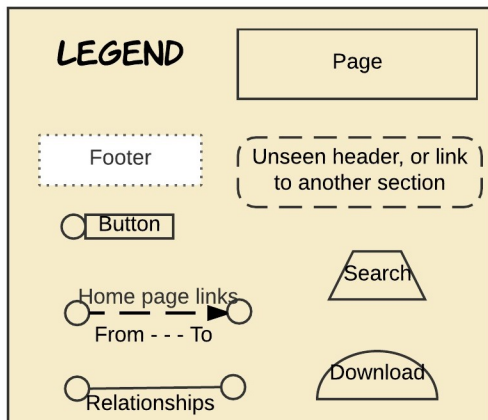 LEGEND
Page
Footer
Unseen header, or link
to another section
Button
Search
Home page links
From - - - To
Download
Relationships